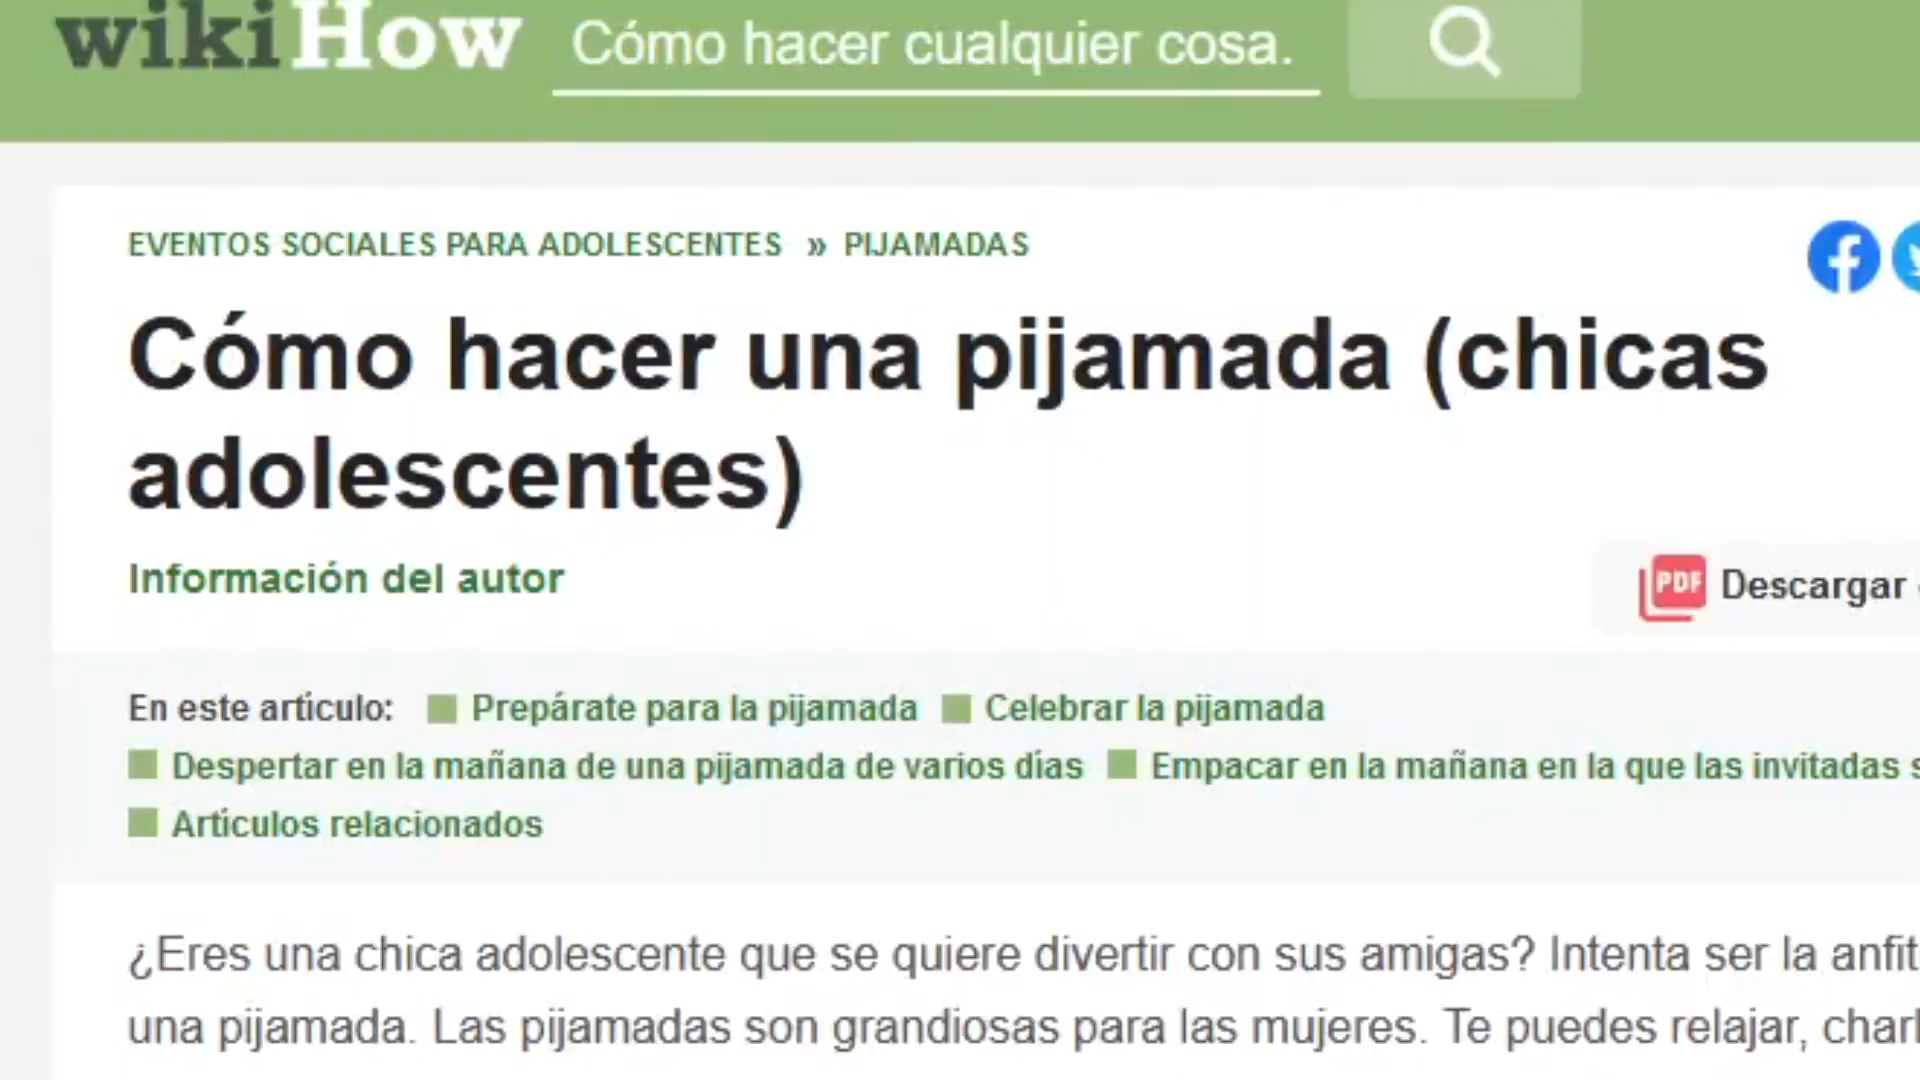 wikiHow Cómo hacer cualquier cosa.
EVENTOS SOCIALES PARA ADOLESCENTES » PIJAMADAS
Cómo hacer una pijamada (chicas
adolescentes)
Información del autor
PDF Descargar
En este artículo: Prepárate para la pijamada Celebrar la pijamada
Despertar en la mañana de una pijamada de varios días Empacar en la mañana en la que las invitadas s
Artículos relacionados
¿Eres una chica adolescente que se quiere divertir con sus amigas? Intenta ser la anfit
una pijamada. Las pijamadas son grandiosas para las mujeres. Te puedes relajar, charl